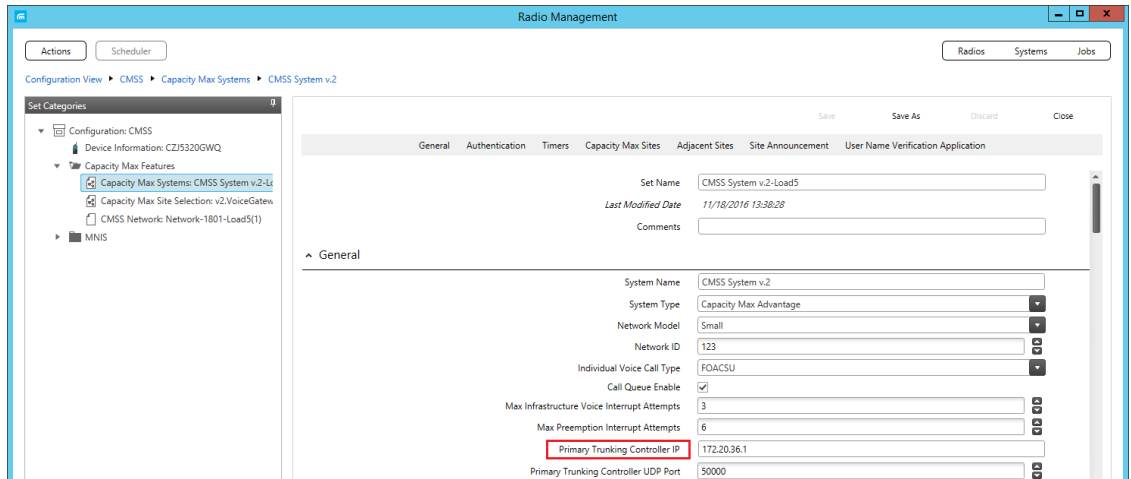 Radio Management
Actions Scheduler Radios Systems Jobs
Configuration View CMSS Capacity Max Systems CMSS System v.2
Set Categories
Configuration: CMSS
Device Information: CZJ5320GWQ
Capacity Max Features
Capacity Max Systems: CMSS System v.2-Lo
Capacity Max Site Selection: v2.VoiceGatew
CMSS Network: Network-1801-Load5(1)
MNIS
Save Save As Discard Close
General Authentication Timers Capacity Max Sites Adjacent Sites Site Announcement User Name Verification Application
Set Name CMSS System v.2-Load5
Last Modified Date 11/18/2016 13:38:28
Comments
General
System Name CMSS System v.2
System Type Capacity Max Advantage
Network Model Small
Network ID 123
Individual Voice Call Type FOACSU
Call Queue Enable
Max Infrastructure Voice Interrupt Attempts 3
Max Preemption Interrupt Attempts 6
Primary Trunking Controller IP 172.20.36.1
Primary Trunking Controller UDP Port 50000